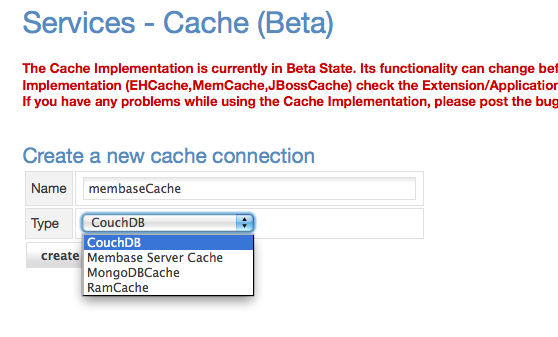 Services - Cache (Beta)
The Cache Implementation is currently in Beta State. Its functionality can change bef
Implementation (EHCache,MemCache,JBossCache) check the Extension/Application
If you have any problems while using the Cache Implementation, please post the bug
Create a new cache connection
Name membaseCache
Type CouchDB
CouchDB
create
Membase Server Cache
MongoDBCache
RamCache